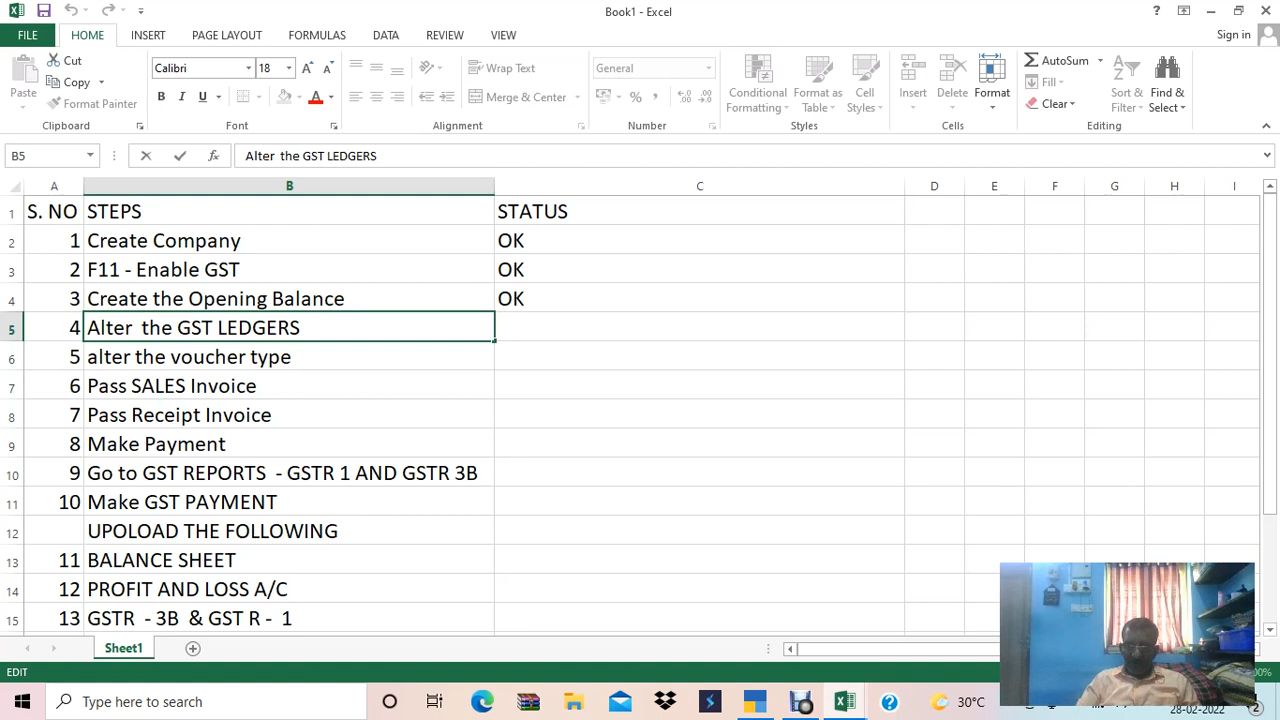 Book1 - Excel
?
FILE HOME INSERT PAGE LAYOUT FORMULAS DATA REVIEW VIEW Sign in
Cut
Copy
Format Painter
Paste
Clipboard
Calibri 18
B I U A
Font
Wrap Text
Merge & Center
Alignment
General
%
Number
Conditional Formatting
Format as Table
Cell Styles
Styles
Insert Delete Format
Cells
AutoSum
Fill
Clear
Sort & Filter
Find & Select
Editing
B5 fx Alter  the GST LEDGERS
A B C D E F G H I
1 S. NO STEPS STATUS
2 1 Create Company OK
3 2 F11 - Enable GST OK
4 3 Create the Opening Balance OK
5 4 Alter  the GST LEDGERS
6 5 alter the voucher type
7 6 Pass SALES Invoice
8 7 Pass Receipt Invoice
9 8 Make Payment
10 9 Go to GST REPORTS  - GSTR 1 AND GSTR 3B
11 10 Make GST PAYMENT
12 UPOLOAD THE FOLLOWING
13 11 BALANCE SHEET
14 12 PROFIT AND LOSS A/C
15 13 GSTR  - 3B  & GST R -  1
Sheet1
EDIT
Type here to search
30°C
28-02-2022
2